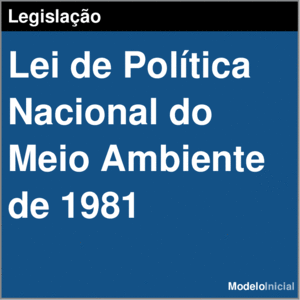 Legislação
Lei de Política
Nacional do
Meio Ambiente
de 1981
ModeloInicial